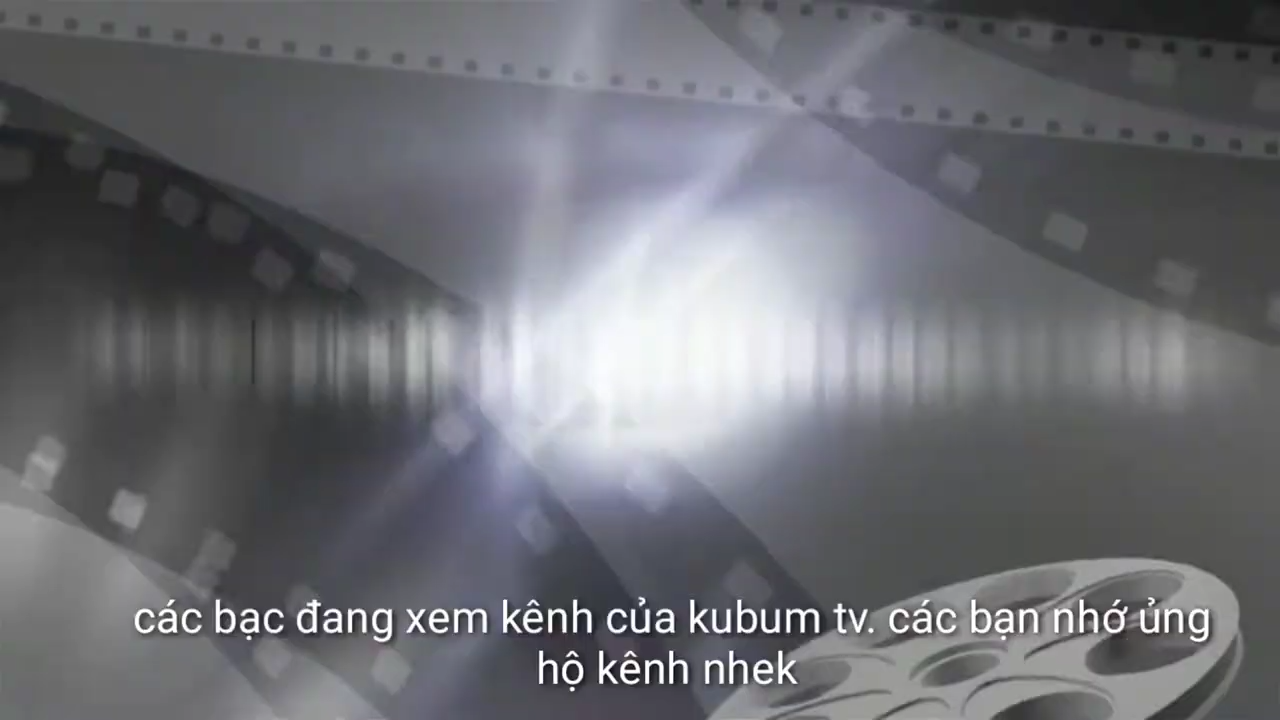 các bạc đang xem kênh của kubum tv. các bạn nhớ ủng
hộ kênh nhek